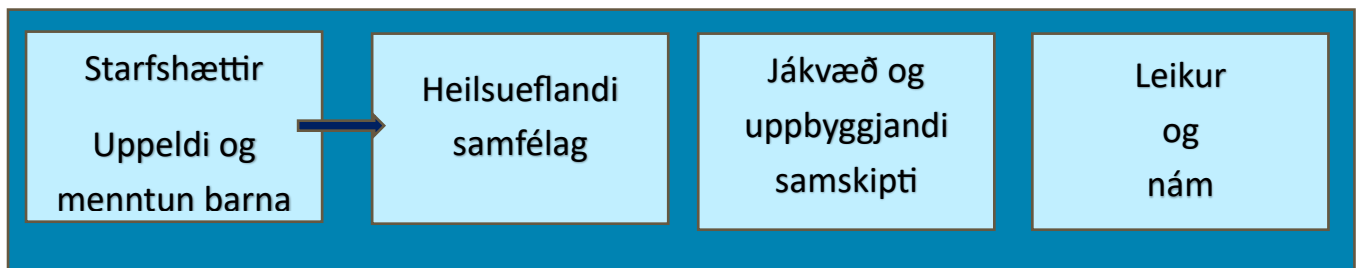 Starfshættir
Uppeldi og
menntun barna
Heilsueflandi
samfélag
Jákvæð og
uppbyggjandi
samskipti
Leikur
og
nám